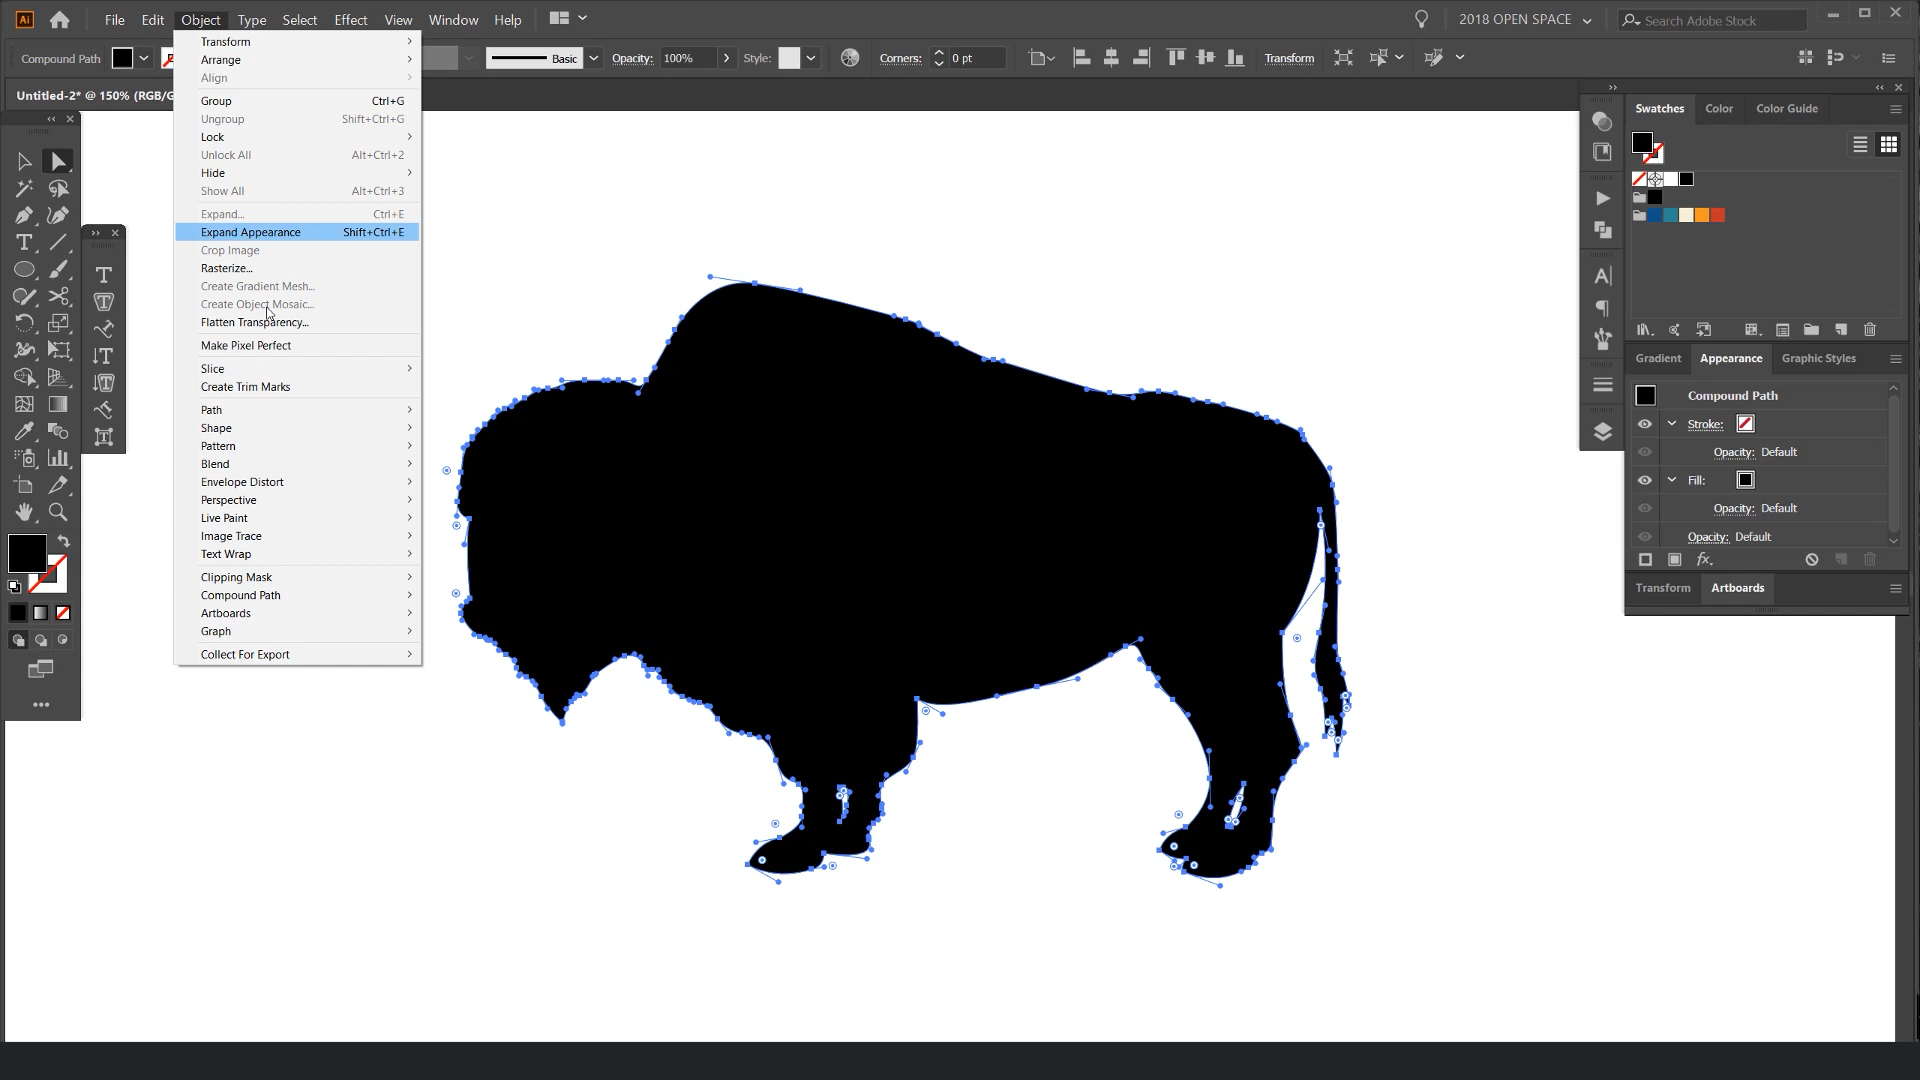 Ai File Edit Object Type Select Effect View Window Help 2018 OPEN SPACE Search Adobe Stock
Compound Path Basic Opacity: 100% Style: Corners: 0 pt Transform
Untitled-2* @ 150% (RGB/G
Transform
Arrange
Align
Group Ctrl+G
Ungroup Shift+Ctrl+G
Lock
Unlock All Alt+Ctrl+2
Hide
Show All Alt+Ctrl+3
Expand... Ctrl+E
Expand Appearance Shift+Ctrl+E
Crop Image
Rasterize...
Create Gradient Mesh...
Create Object Mosaic...
Flatten Transparency...
Make Pixel Perfect
Slice
Create Trim Marks
Path
Shape
Pattern
Blend
Envelope Distort
Perspective
Live Paint
Image Trace
Text Wrap
Clipping Mask
Compound Path
Artboards
Graph
Collect For Export
Swatches Color Color Guide
Gradient Appearance Graphic Styles
Compound Path
Stroke:
Opacity: Default
Fill:
Opacity: Default
Opacity: Default
fx.
Transform Artboards